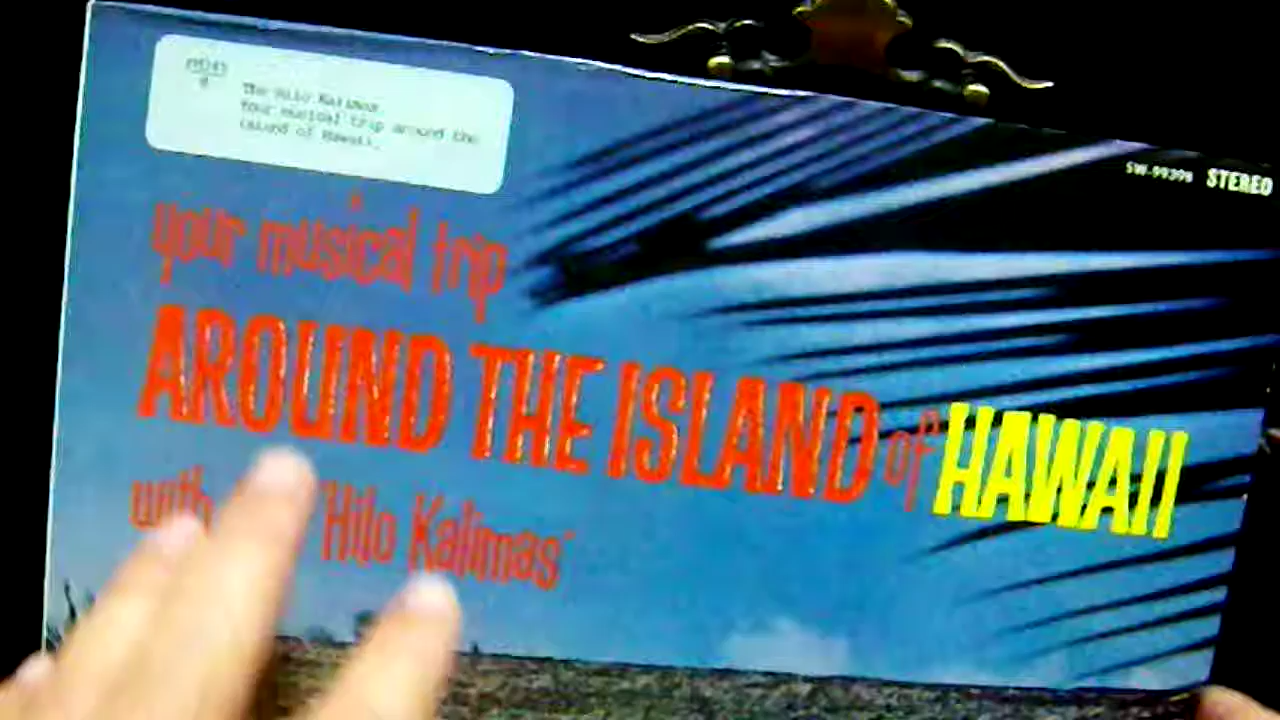 The Hilo Kalimas
Your musical trip around the
island of Hawaii.
SW-99398 STEREO
your musical trip
AROUND THE ISLAND of HAWAII
with "Hilo Kalimas"